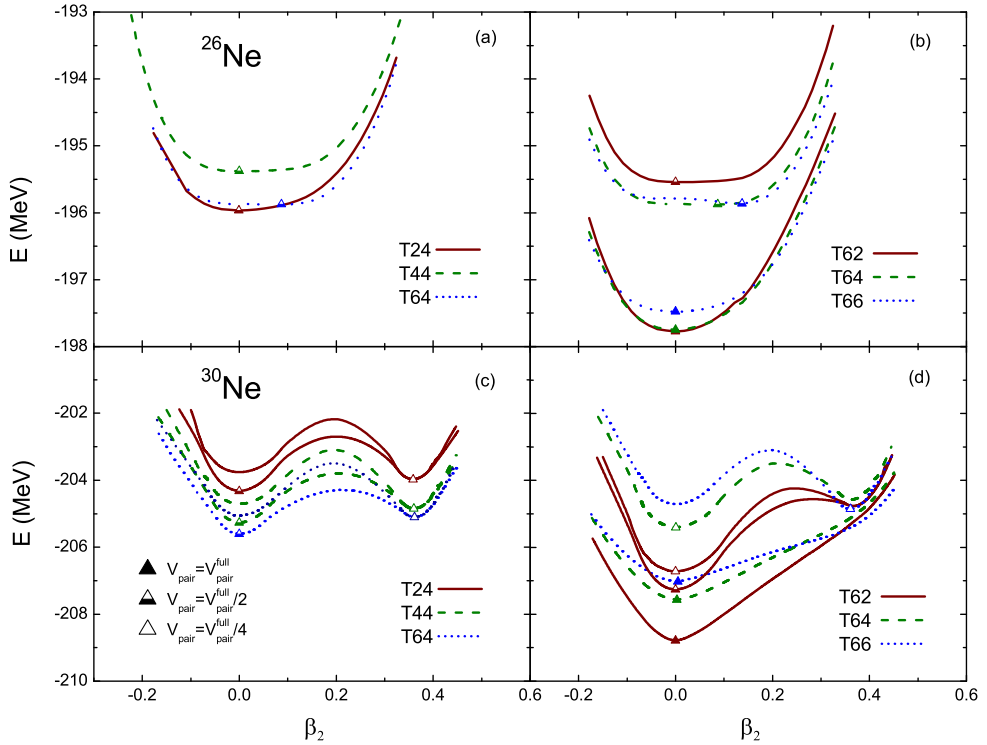 -193
-194
-195
-196
-197
-198
E (MeV)
²⁶Ne
(a)
T24
T44
T64
(b)
T62
T64
T66
-202
-204
-206
-208
-210
E (MeV)
³⁰Ne
(c)
V_pair=V_pair^full
V_pair=V_pair^full/2
V_pair=V_pair^full/4
T24
T44
T64
(d)
T62
T64
T66
-0.2 0.0 0.2 0.4 0.6
-0.2 0.0 0.2 0.4 0.6
β₂
β₂